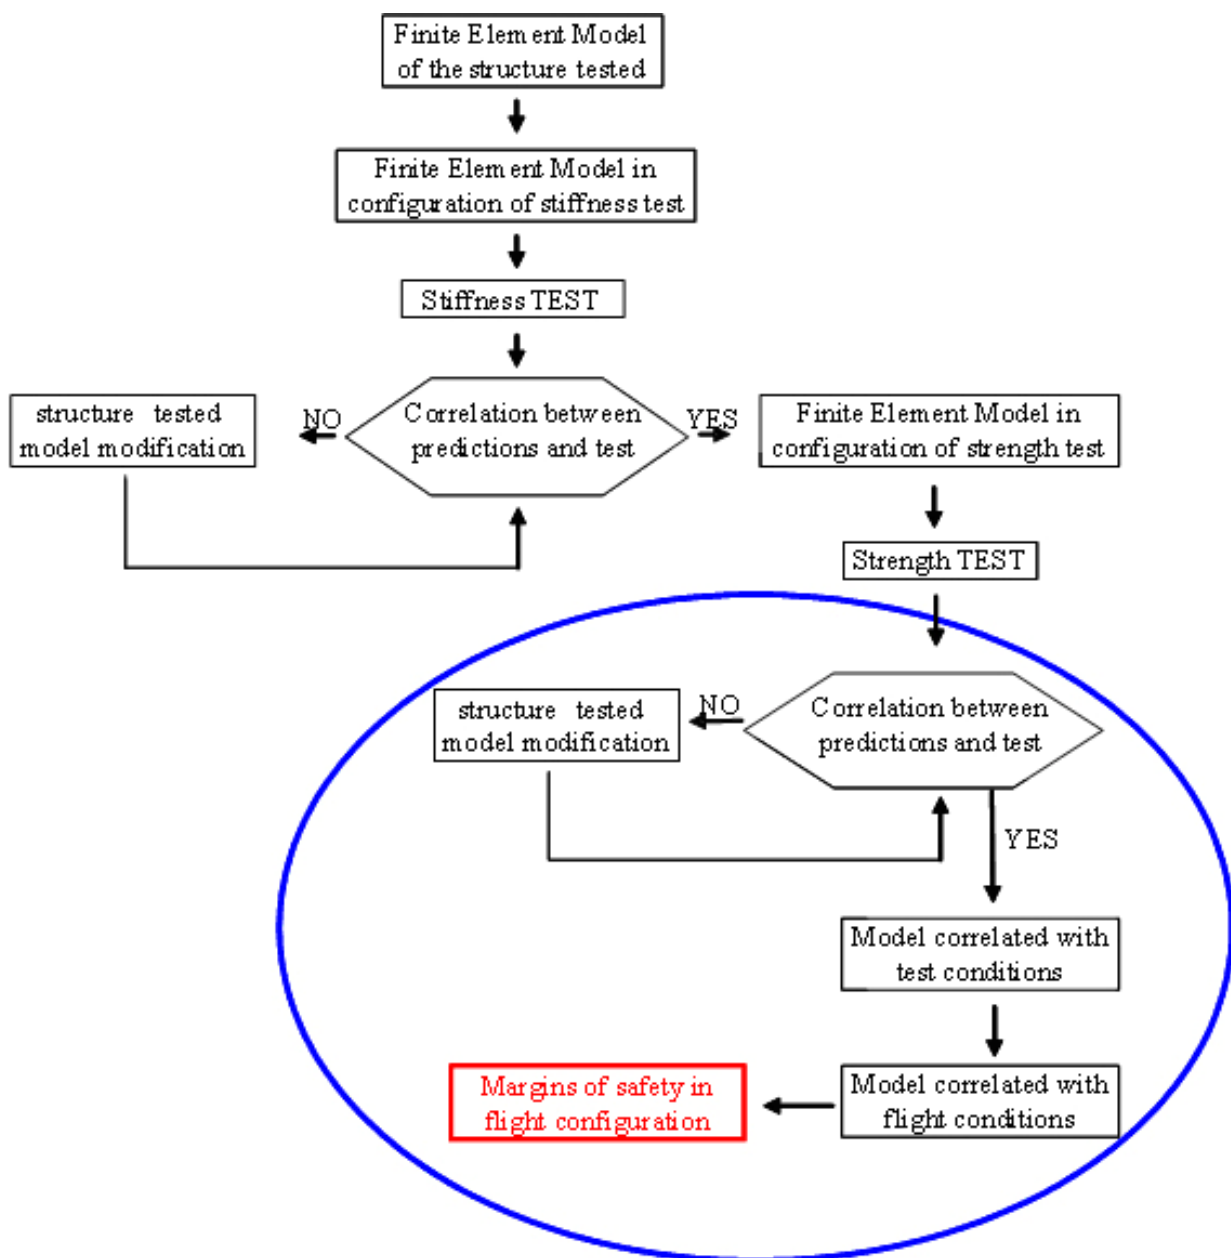 Finite Element Model
of the structure tested
Finite Element Model in
configuration of stiffness test
Stiffness TEST
structure tested
model modification
NO
Correlation between
predictions and test
YES
Finite Element Model in
configuration of strength test
Strength TEST
structure tested
model modification
NO
Correlation between
predictions and test
YES
Model correlated with
test conditions
Margins of safety in
flight configuration
Model correlated with
flight conditions